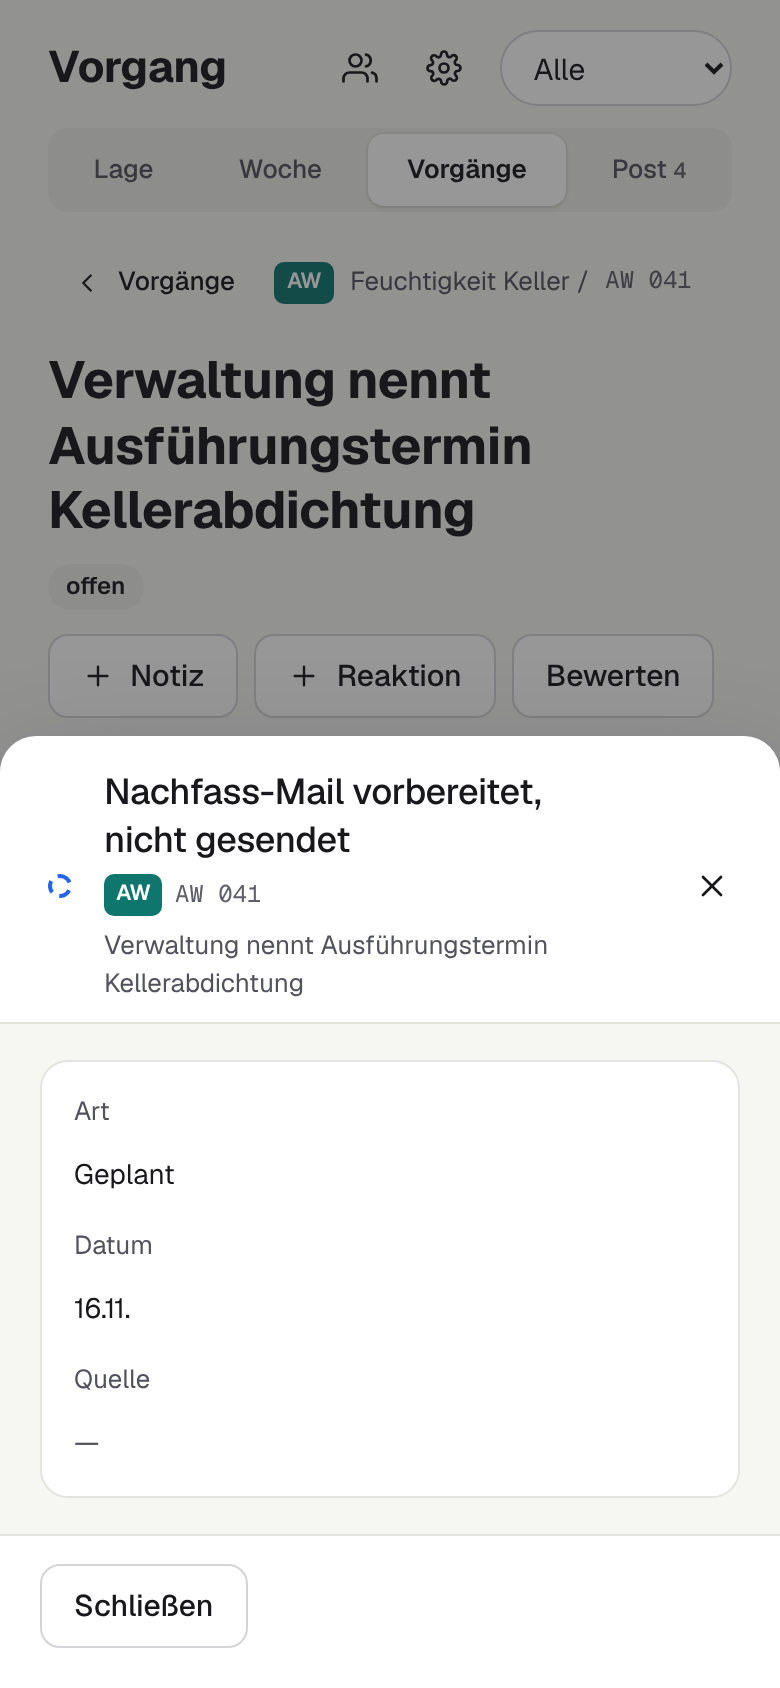 Vorgang
Alle
Lage Woche Vorgänge Post 4
Vorgänge AW Feuchtigkeit Keller / AW 041
Verwaltung nennt
Ausführungstermin
Kellerabdichtung
offen
+ Notiz + Reaktion Bewerten
Nachfass-Mail vorbereitet,
nicht gesendet
AW AW 041
Verwaltung nennt Ausführungstermin
Kellerabdichtung
Art
Geplant
Datum
16.11.
Quelle
—
Schließen